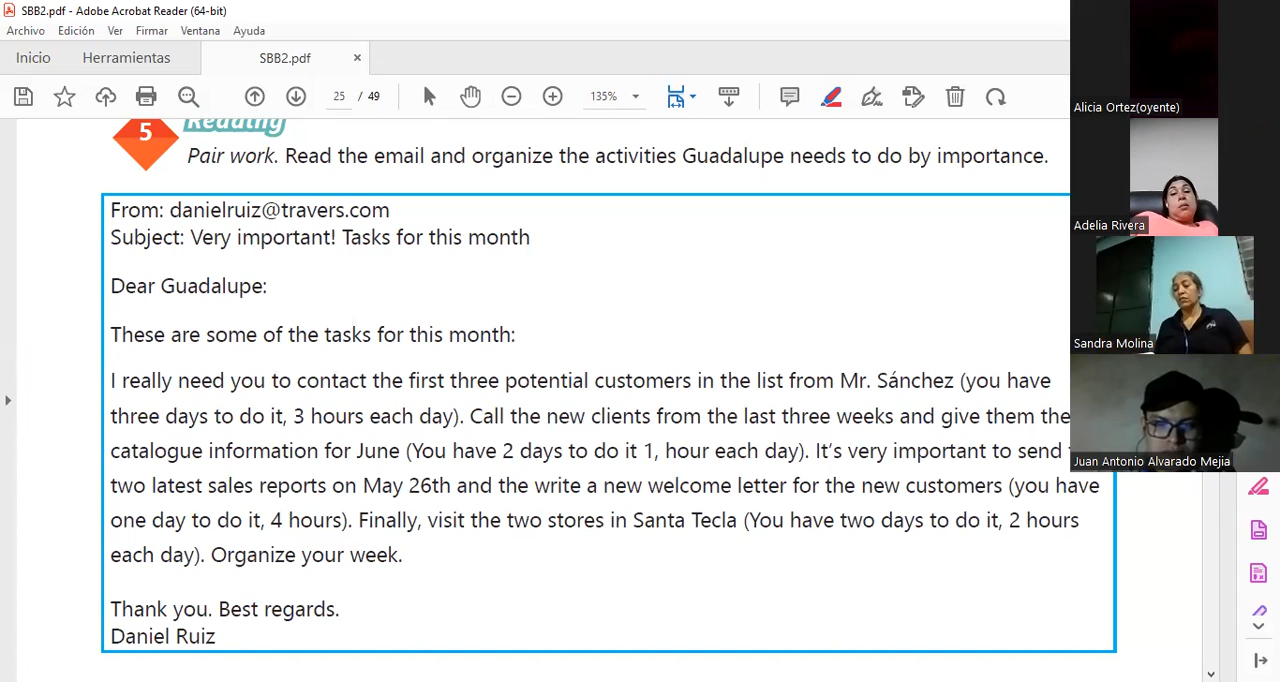 SBB2.pdf - Adobe Acrobat Reader (64-bit)
Archivo Edición Ver Firmar Ventana Ayuda
Inicio Herramientas SBB2.pdf ×
25 / 49 135%
5 Reading
Pair work. Read the email and organize the activities Guadalupe needs to do by importance.
From: danielruiz@travers.com
Subject: Very important! Tasks for this month
Dear Guadalupe:
These are some of the tasks for this month:
I really need you to contact the first three potential customers in the list from Mr. Sánchez (you have
three days to do it, 3 hours each day). Call the new clients from the last three weeks and give them the
catalogue information for June (You have 2 days to do it 1, hour each day). It's very important to send
two latest sales reports on May 26th and the write a new welcome letter for the new customers (you have
one day to do it, 4 hours). Finally, visit the two stores in Santa Tecla (You have two days to do it, 2 hours
each day). Organize your week.
Thank you. Best regards.
Daniel Ruiz
Alicia Ortez(oyente)
Adelia Rivera
Sandra Molina
Juan Antonio Alvarado Mejia